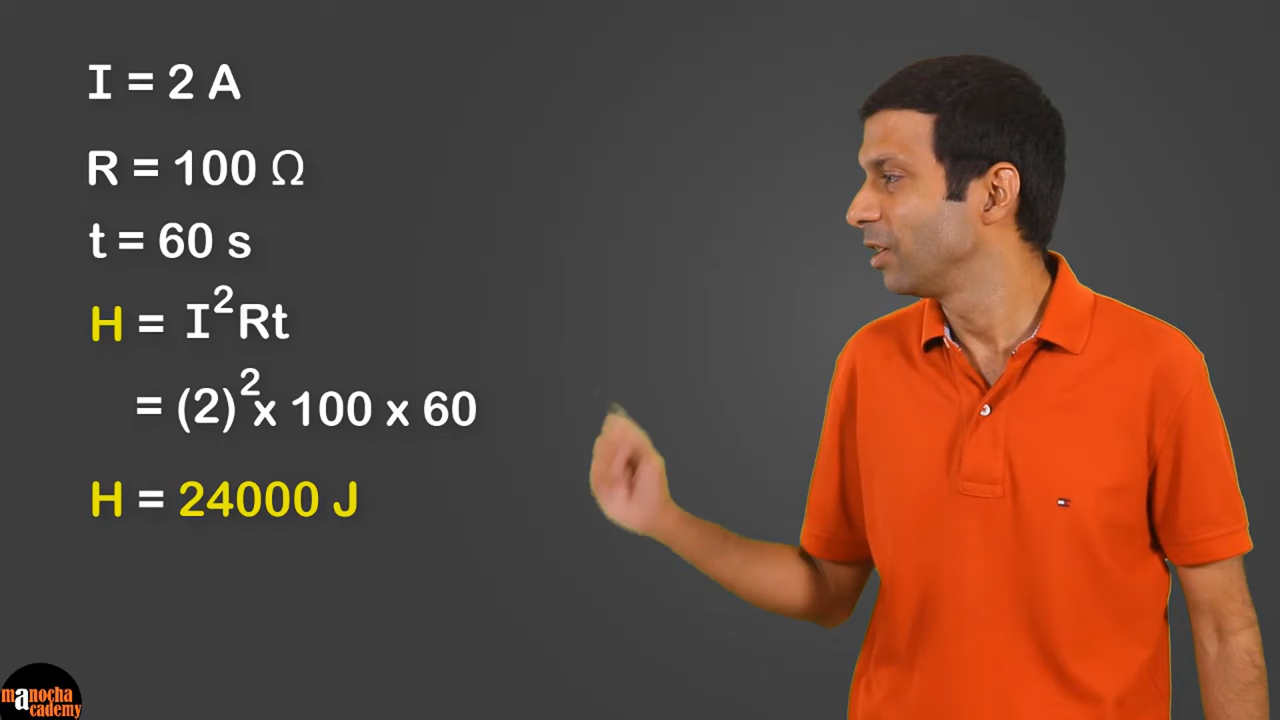 I = 2 A
R = 100 Ω
t = 60 s
H = I²Rt
= (2)² x 100 x 60
H = 24000 J
manocha
academy